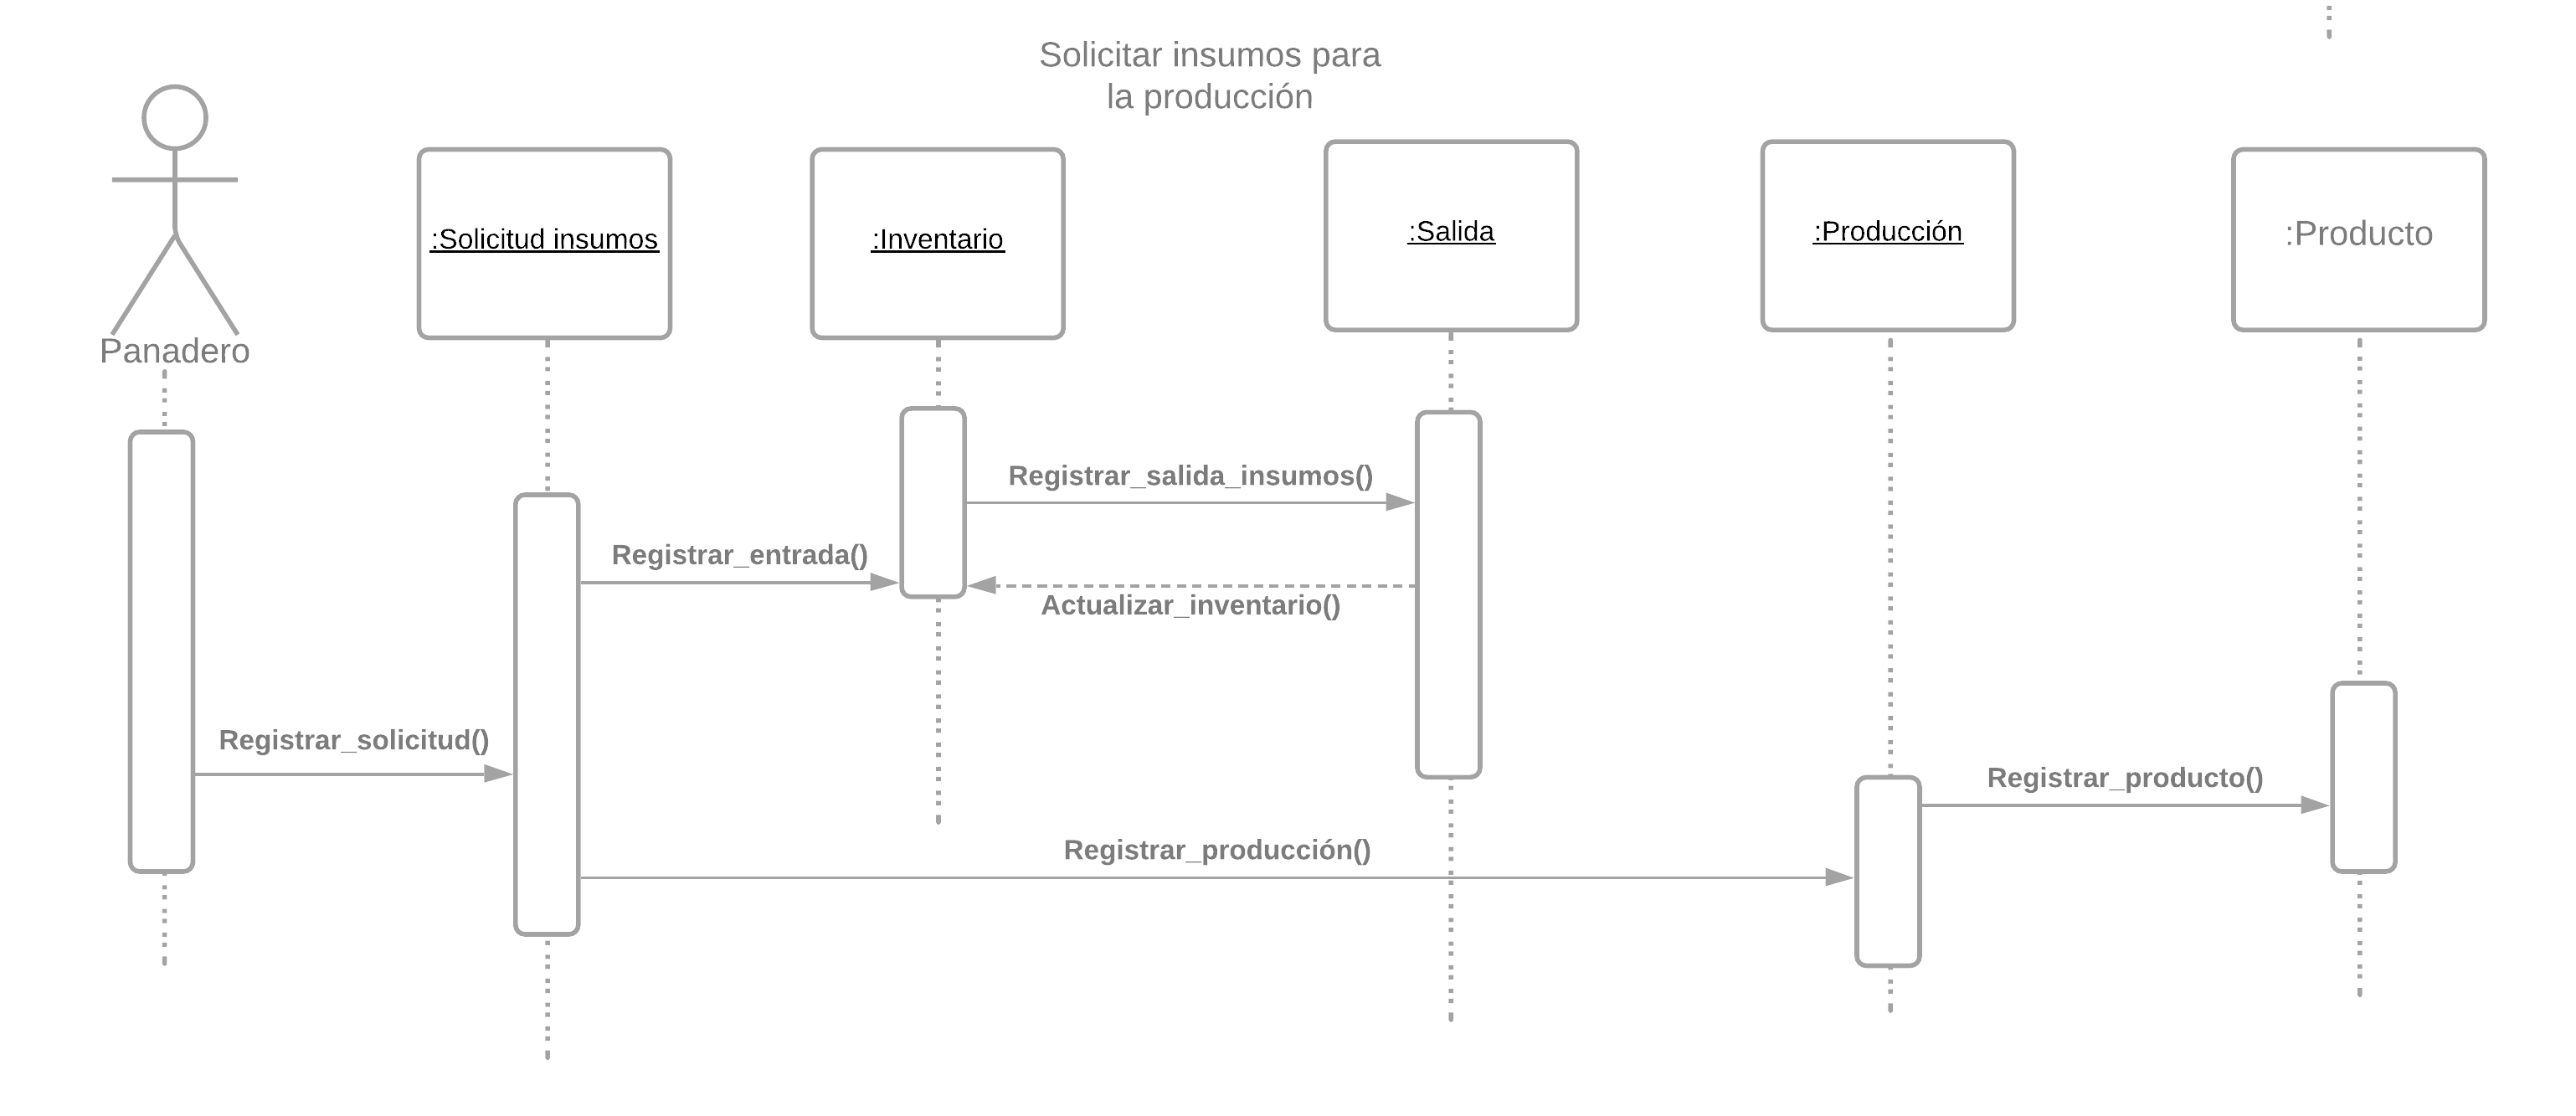 Solicitar insumos para
la producción
Panadero
:Solicitud insumos
:Inventario
:Salida
:Producción
:Producto
Registrar_salida_insumos()
Registrar_entrada()
Actualizar_inventario()
Registrar_solicitud()
Registrar_producto()
Registrar_producción()